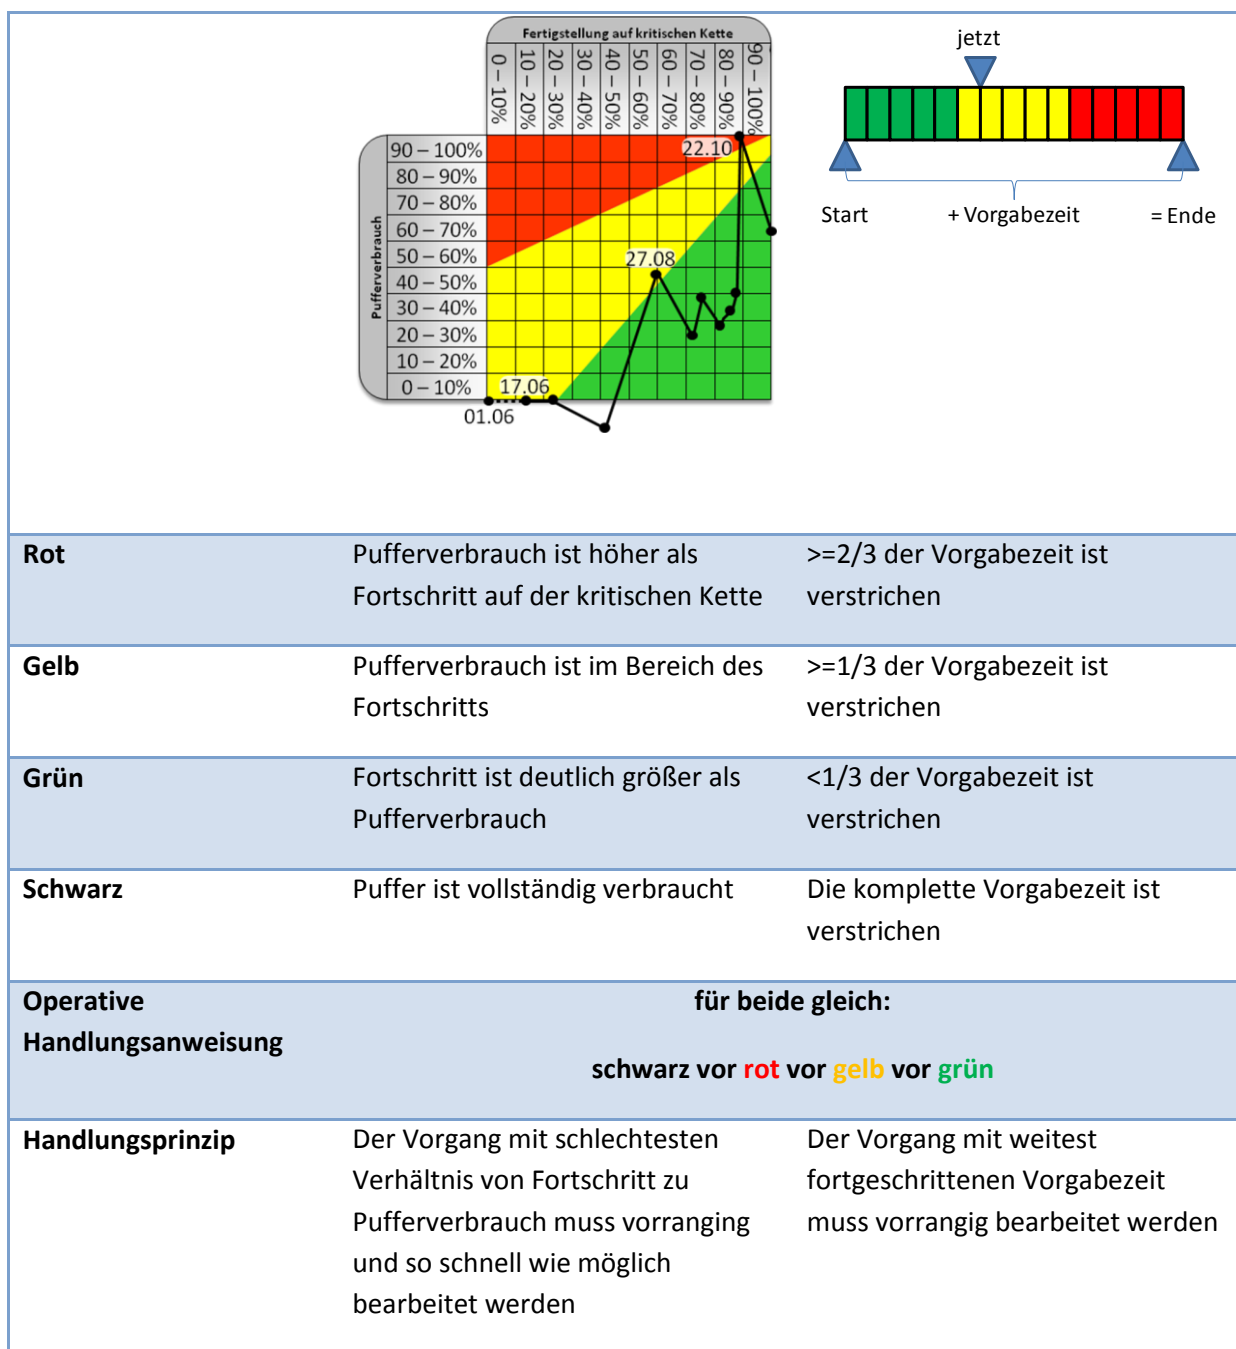 Fertigstellung auf kritischen Kette
0 – 10%
10 – 20%
20 – 30%
30 – 40%
40 – 50%
50 – 60%
60 – 70%
70 – 80%
80 – 90%
90 – 100%
jetzt
Pufferverbrauch
90 – 100%
80 – 90%
70 – 80%
60 – 70%
50 – 60%
40 – 50%
30 – 40%
20 – 30%
10 – 20%
0 – 10%
22.10
27.08
17.06
01.06
Start
+ Vorgabezeit
= Ende
Rot
Pufferverbrauch ist höher als
Fortschritt auf der kritischen Kette
>=2/3 der Vorgabezeit ist
verstrichen
Gelb
Pufferverbrauch ist im Bereich des
Fortschritts
>=1/3 der Vorgabezeit ist
verstrichen
Grün
Fortschritt ist deutlich größer als
Pufferverbrauch
<1/3 der Vorgabezeit ist
verstrichen
Schwarz
Puffer ist vollständig verbraucht
Die komplette Vorgabezeit ist
verstrichen
Operative
Handlungsanweisung
für beide gleich:
schwarz vor rot vor gelb vor grün
Handlungsprinzip
Der Vorgang mit schlechtesten
Verhältnis von Fortschritt zu
Pufferverbrauch muss vorranging
und so schnell wie möglich
bearbeitet werden
Der Vorgang mit weitest
fortgeschrittenen Vorgabezeit
muss vorrangig bearbeitet werden